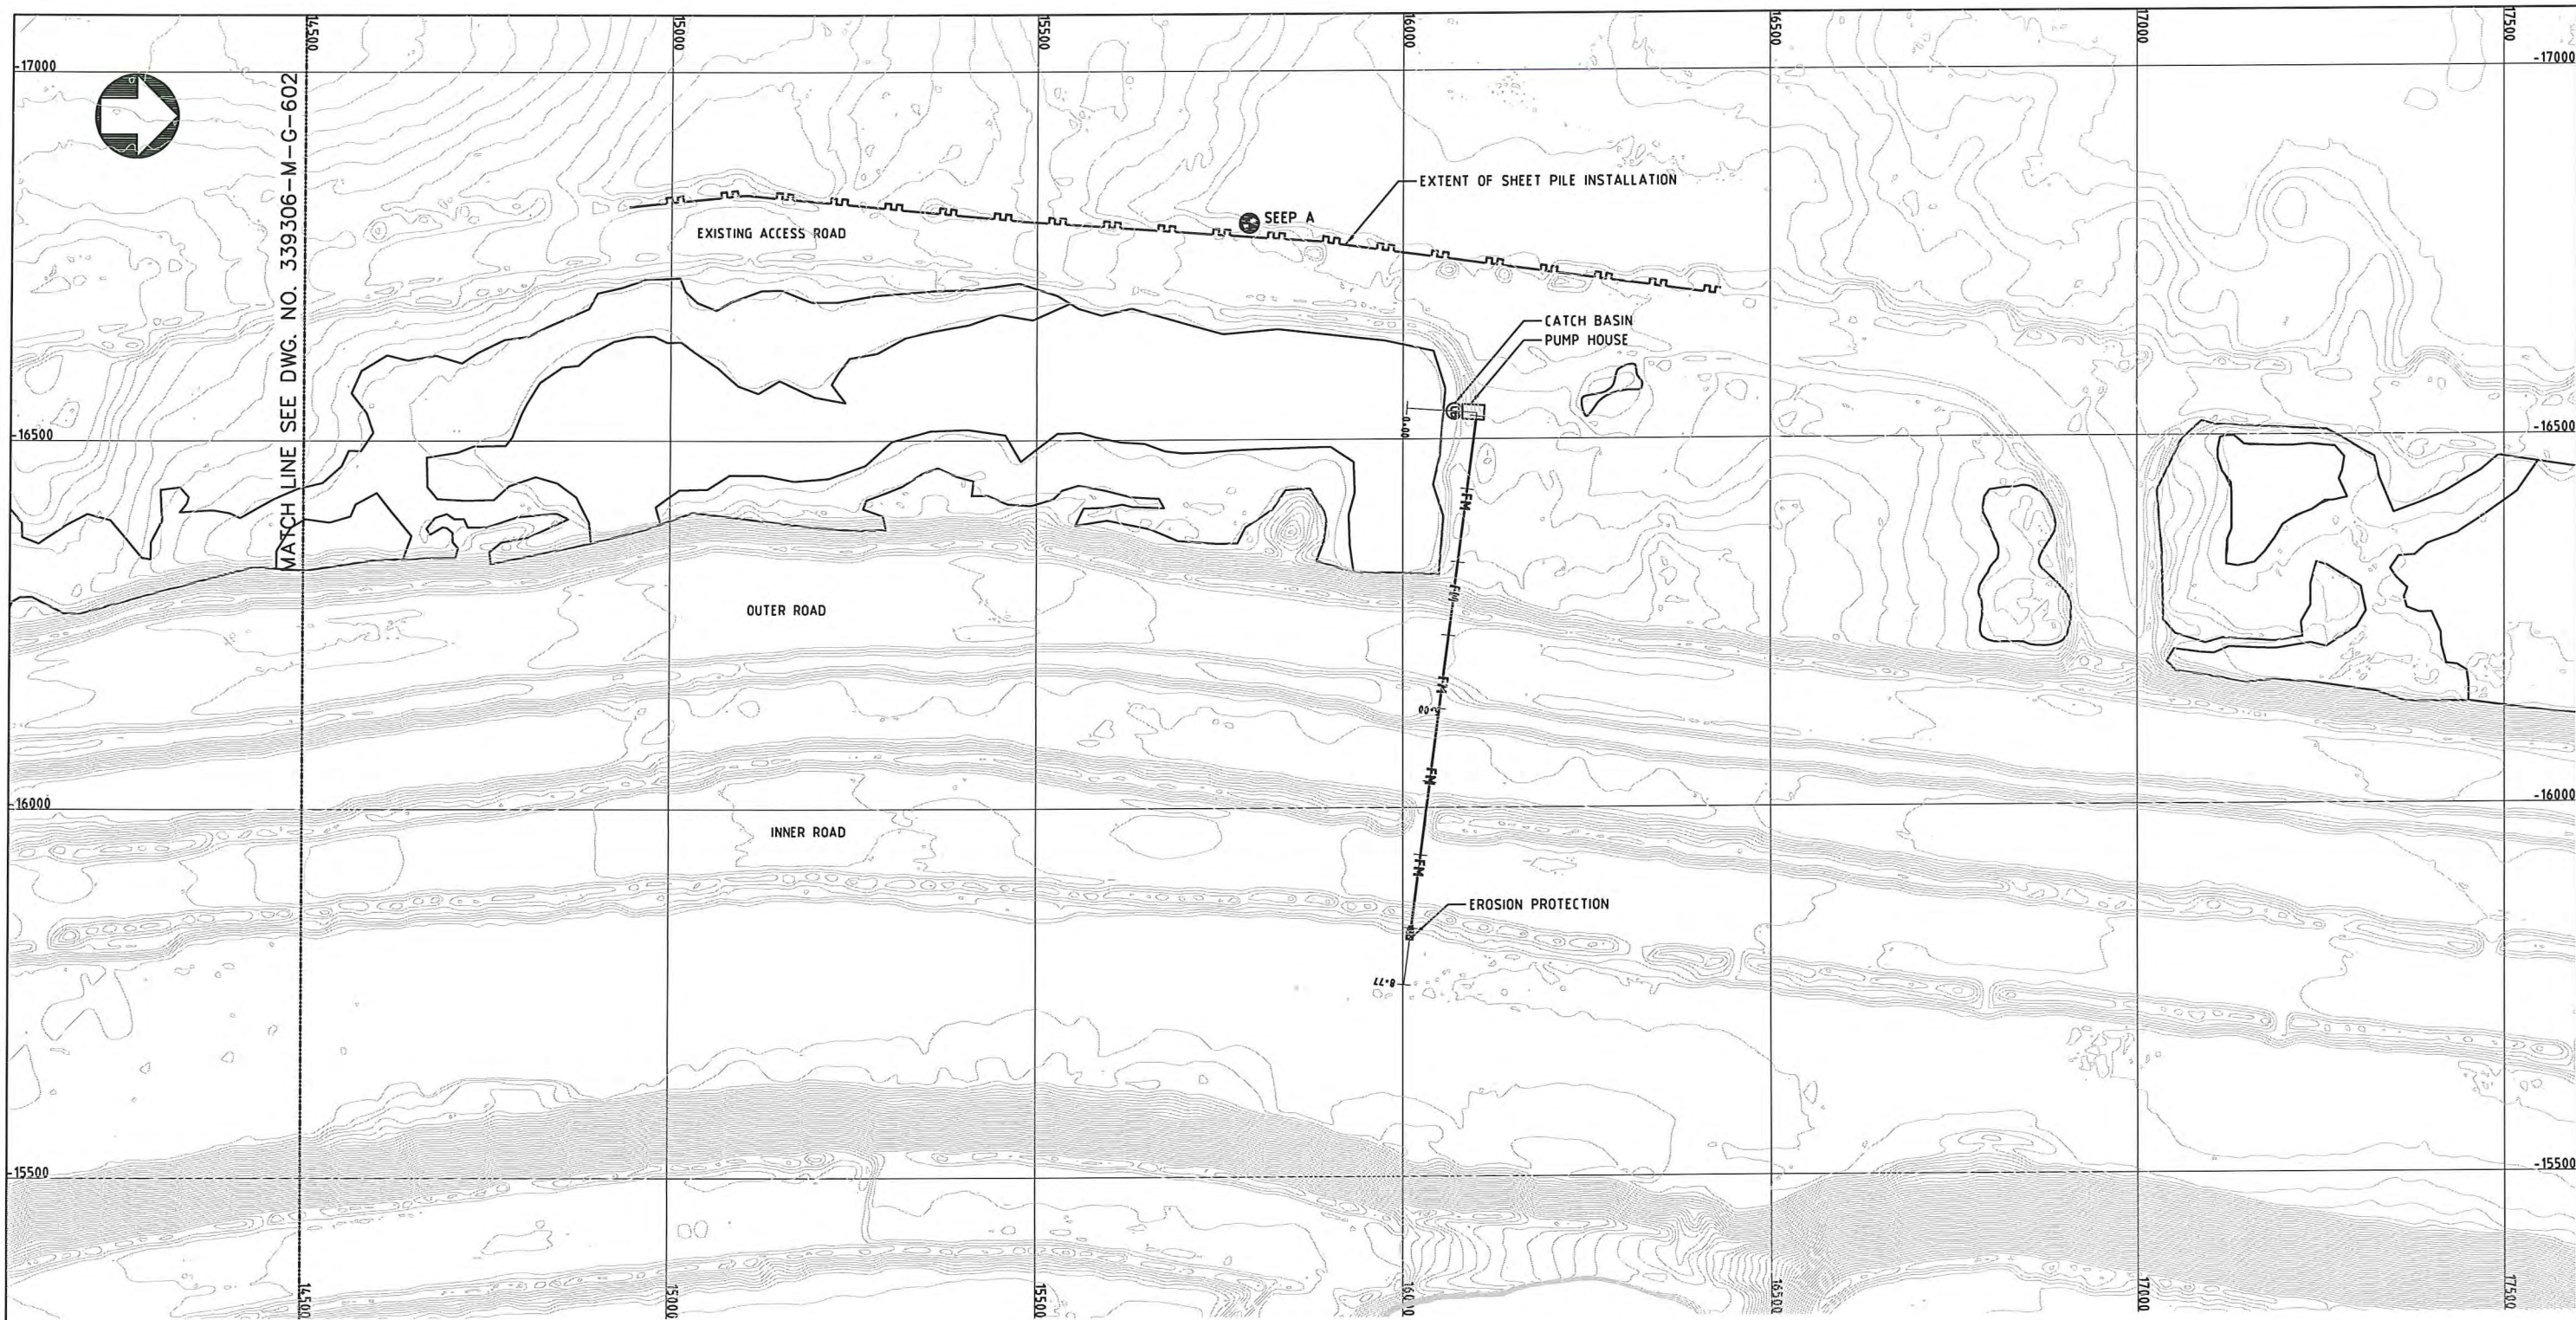 14500
15000
15500
16000
16500
17000
17500
-17000
-17000
MATCH LINE SEE DWG. NO. 339306-M-G-602
EXTENT OF SHEET PILE INSTALLATION
SEEP A
EXISTING ACCESS ROAD
CATCH BASIN
PUMP HOUSE
CB
0+00
-16500
-16500
FM
FM
OUTER ROAD
FM
FM
-16000
-16000
INNER ROAD
FM
EROSION PROTECTION
8+77
-15500
-15500
14500
15000
15500
16000
16500
17000
17500